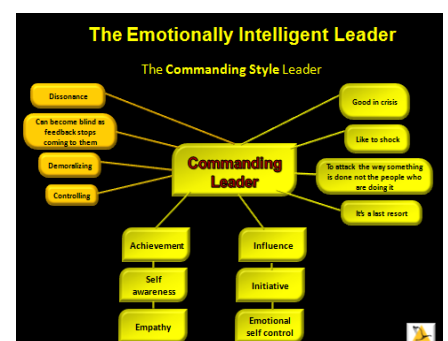 The Emotionally Intelligent Leader
The Commanding Style Leader
Dissonance
Can become blind as
feedback stops
coming to them
Demoralizing
Controlling
Commanding
Leader
Good in crisis
Like to shock
To attack the way something
is done not the people who
are doing it
It's a last resort
Achievement
Self
awareness
Empathy
Influence
Initiative
Emotional
self control